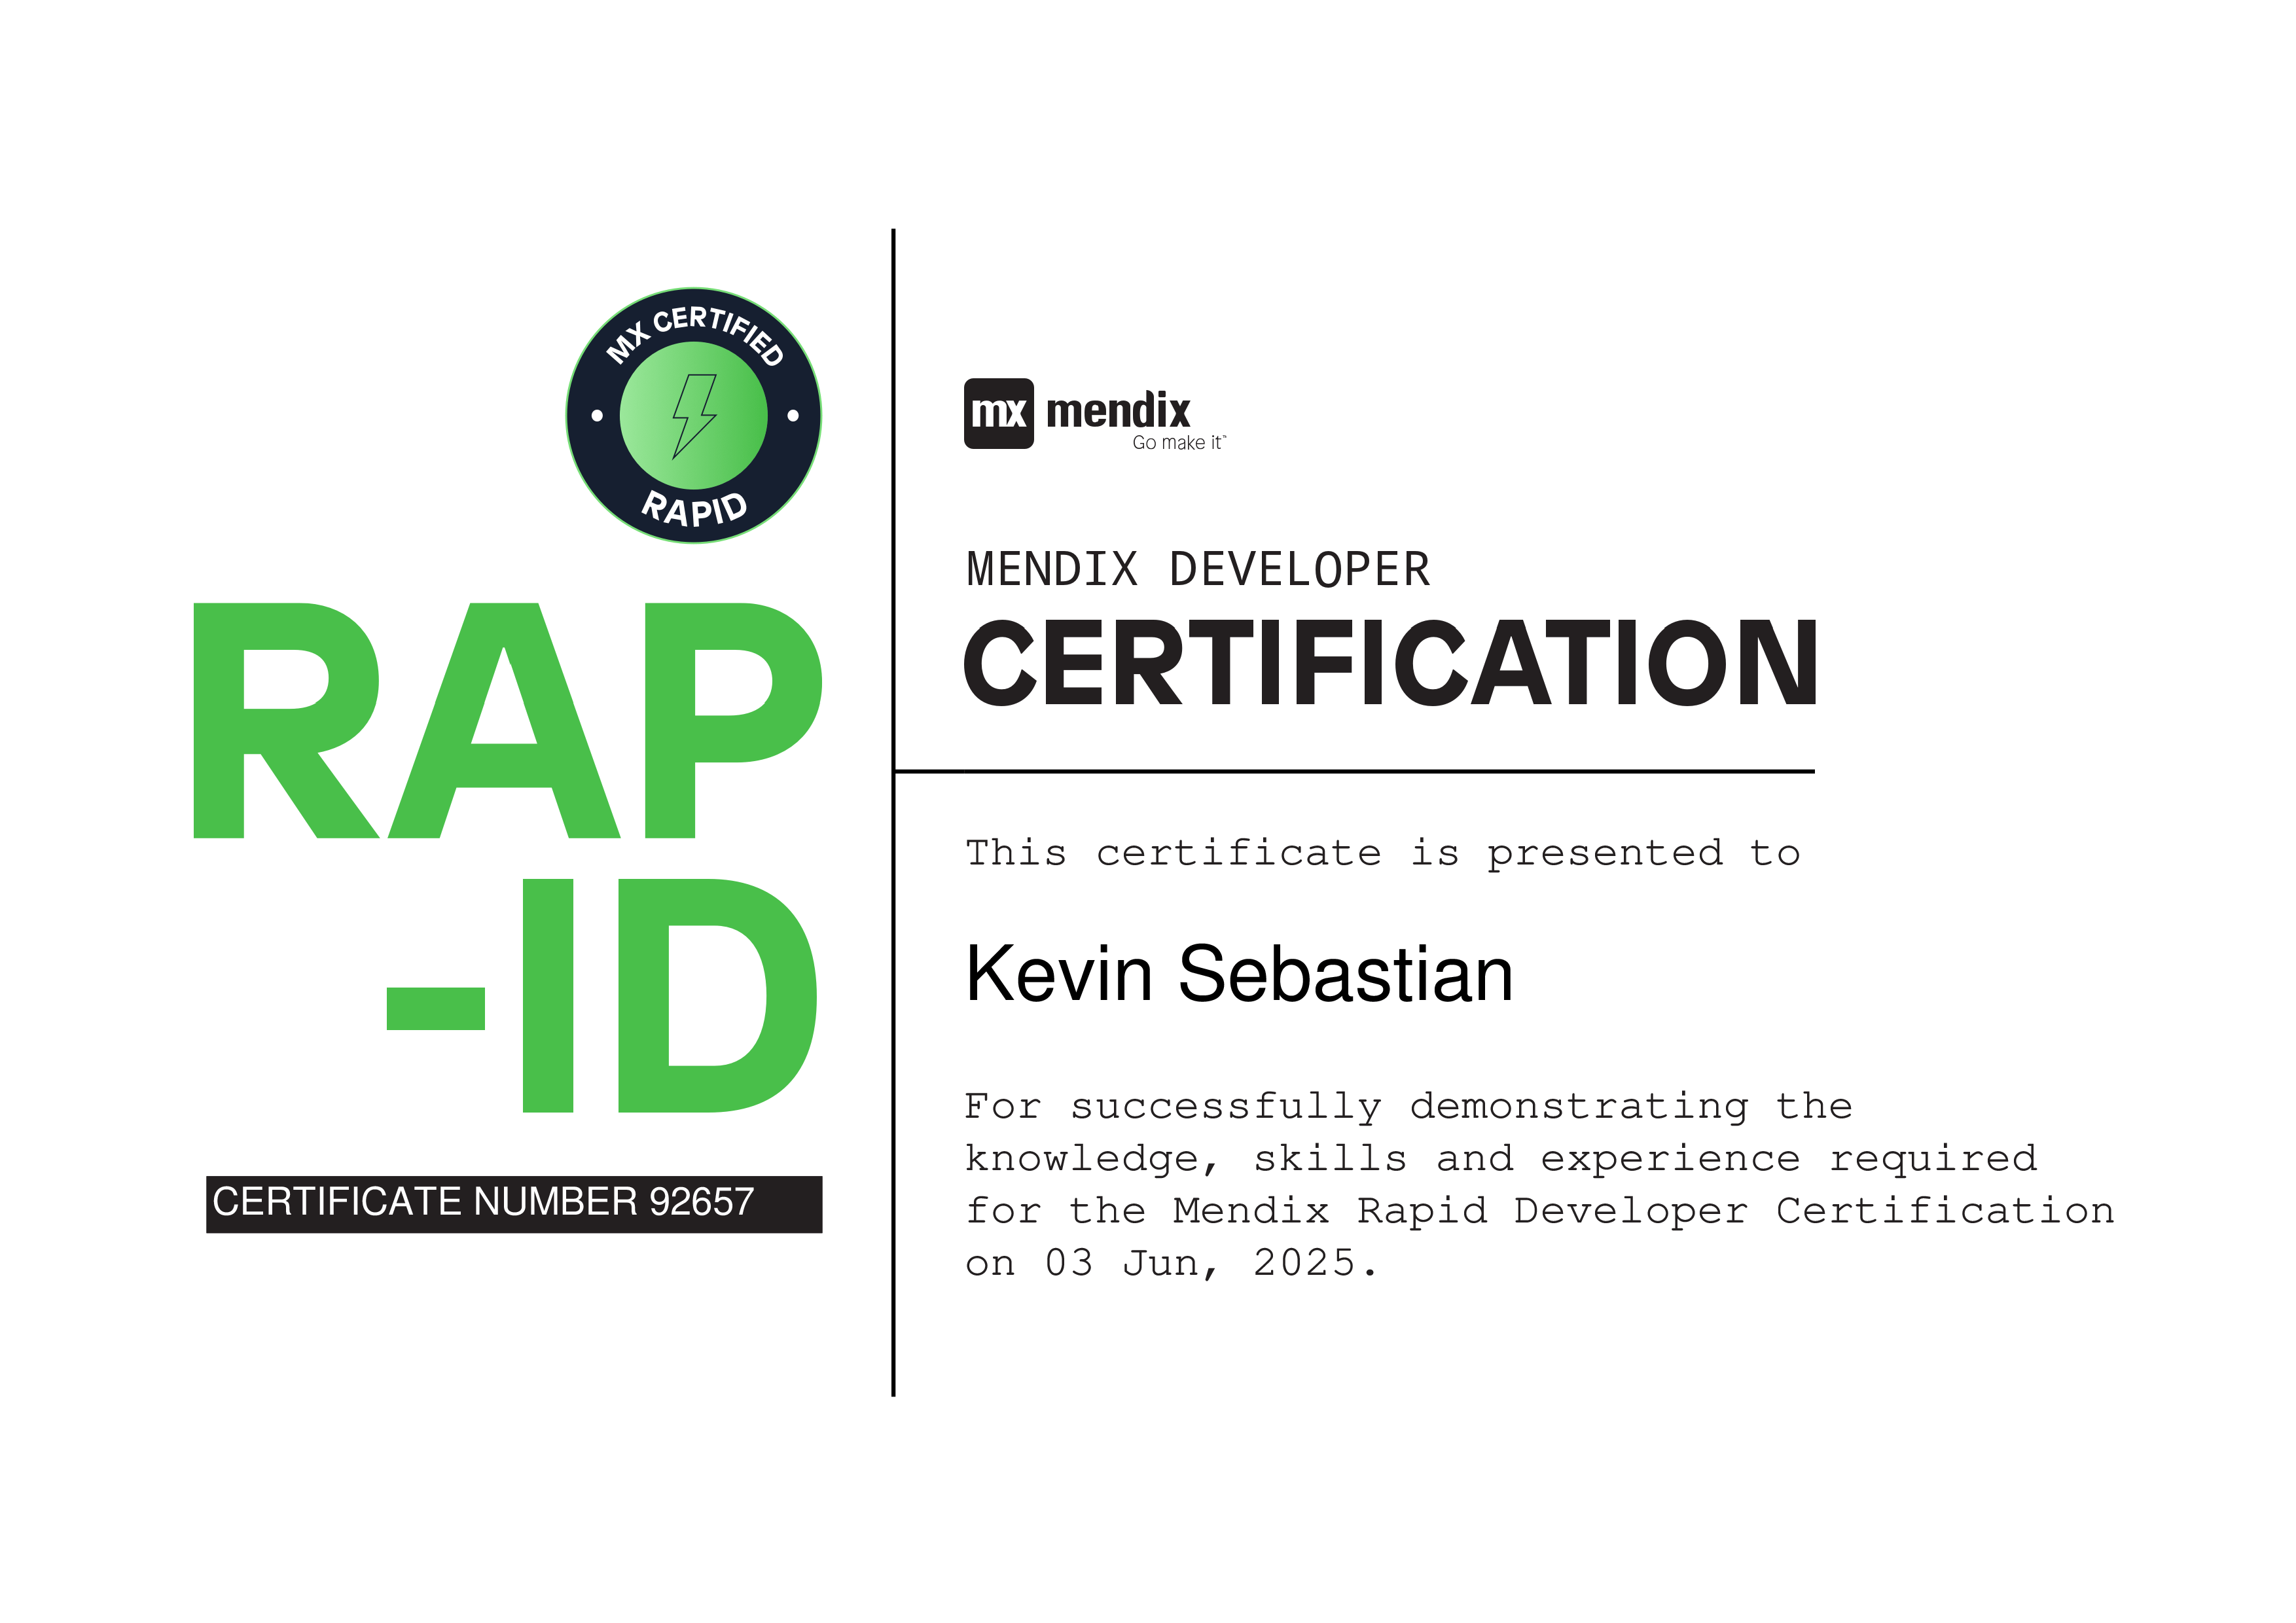 MX CERTIFIED
RAPID
RAP
-ID
CERTIFICATE NUMBER 92657
mx mendix
Go make it™
MENDIX DEVELOPER
CERTIFICATION
This certificate is presented to
Kevin Sebastian
For successfully demonstrating the
knowledge, skills and experience required
for the Mendix Rapid Developer Certification
on 03 Jun, 2025.